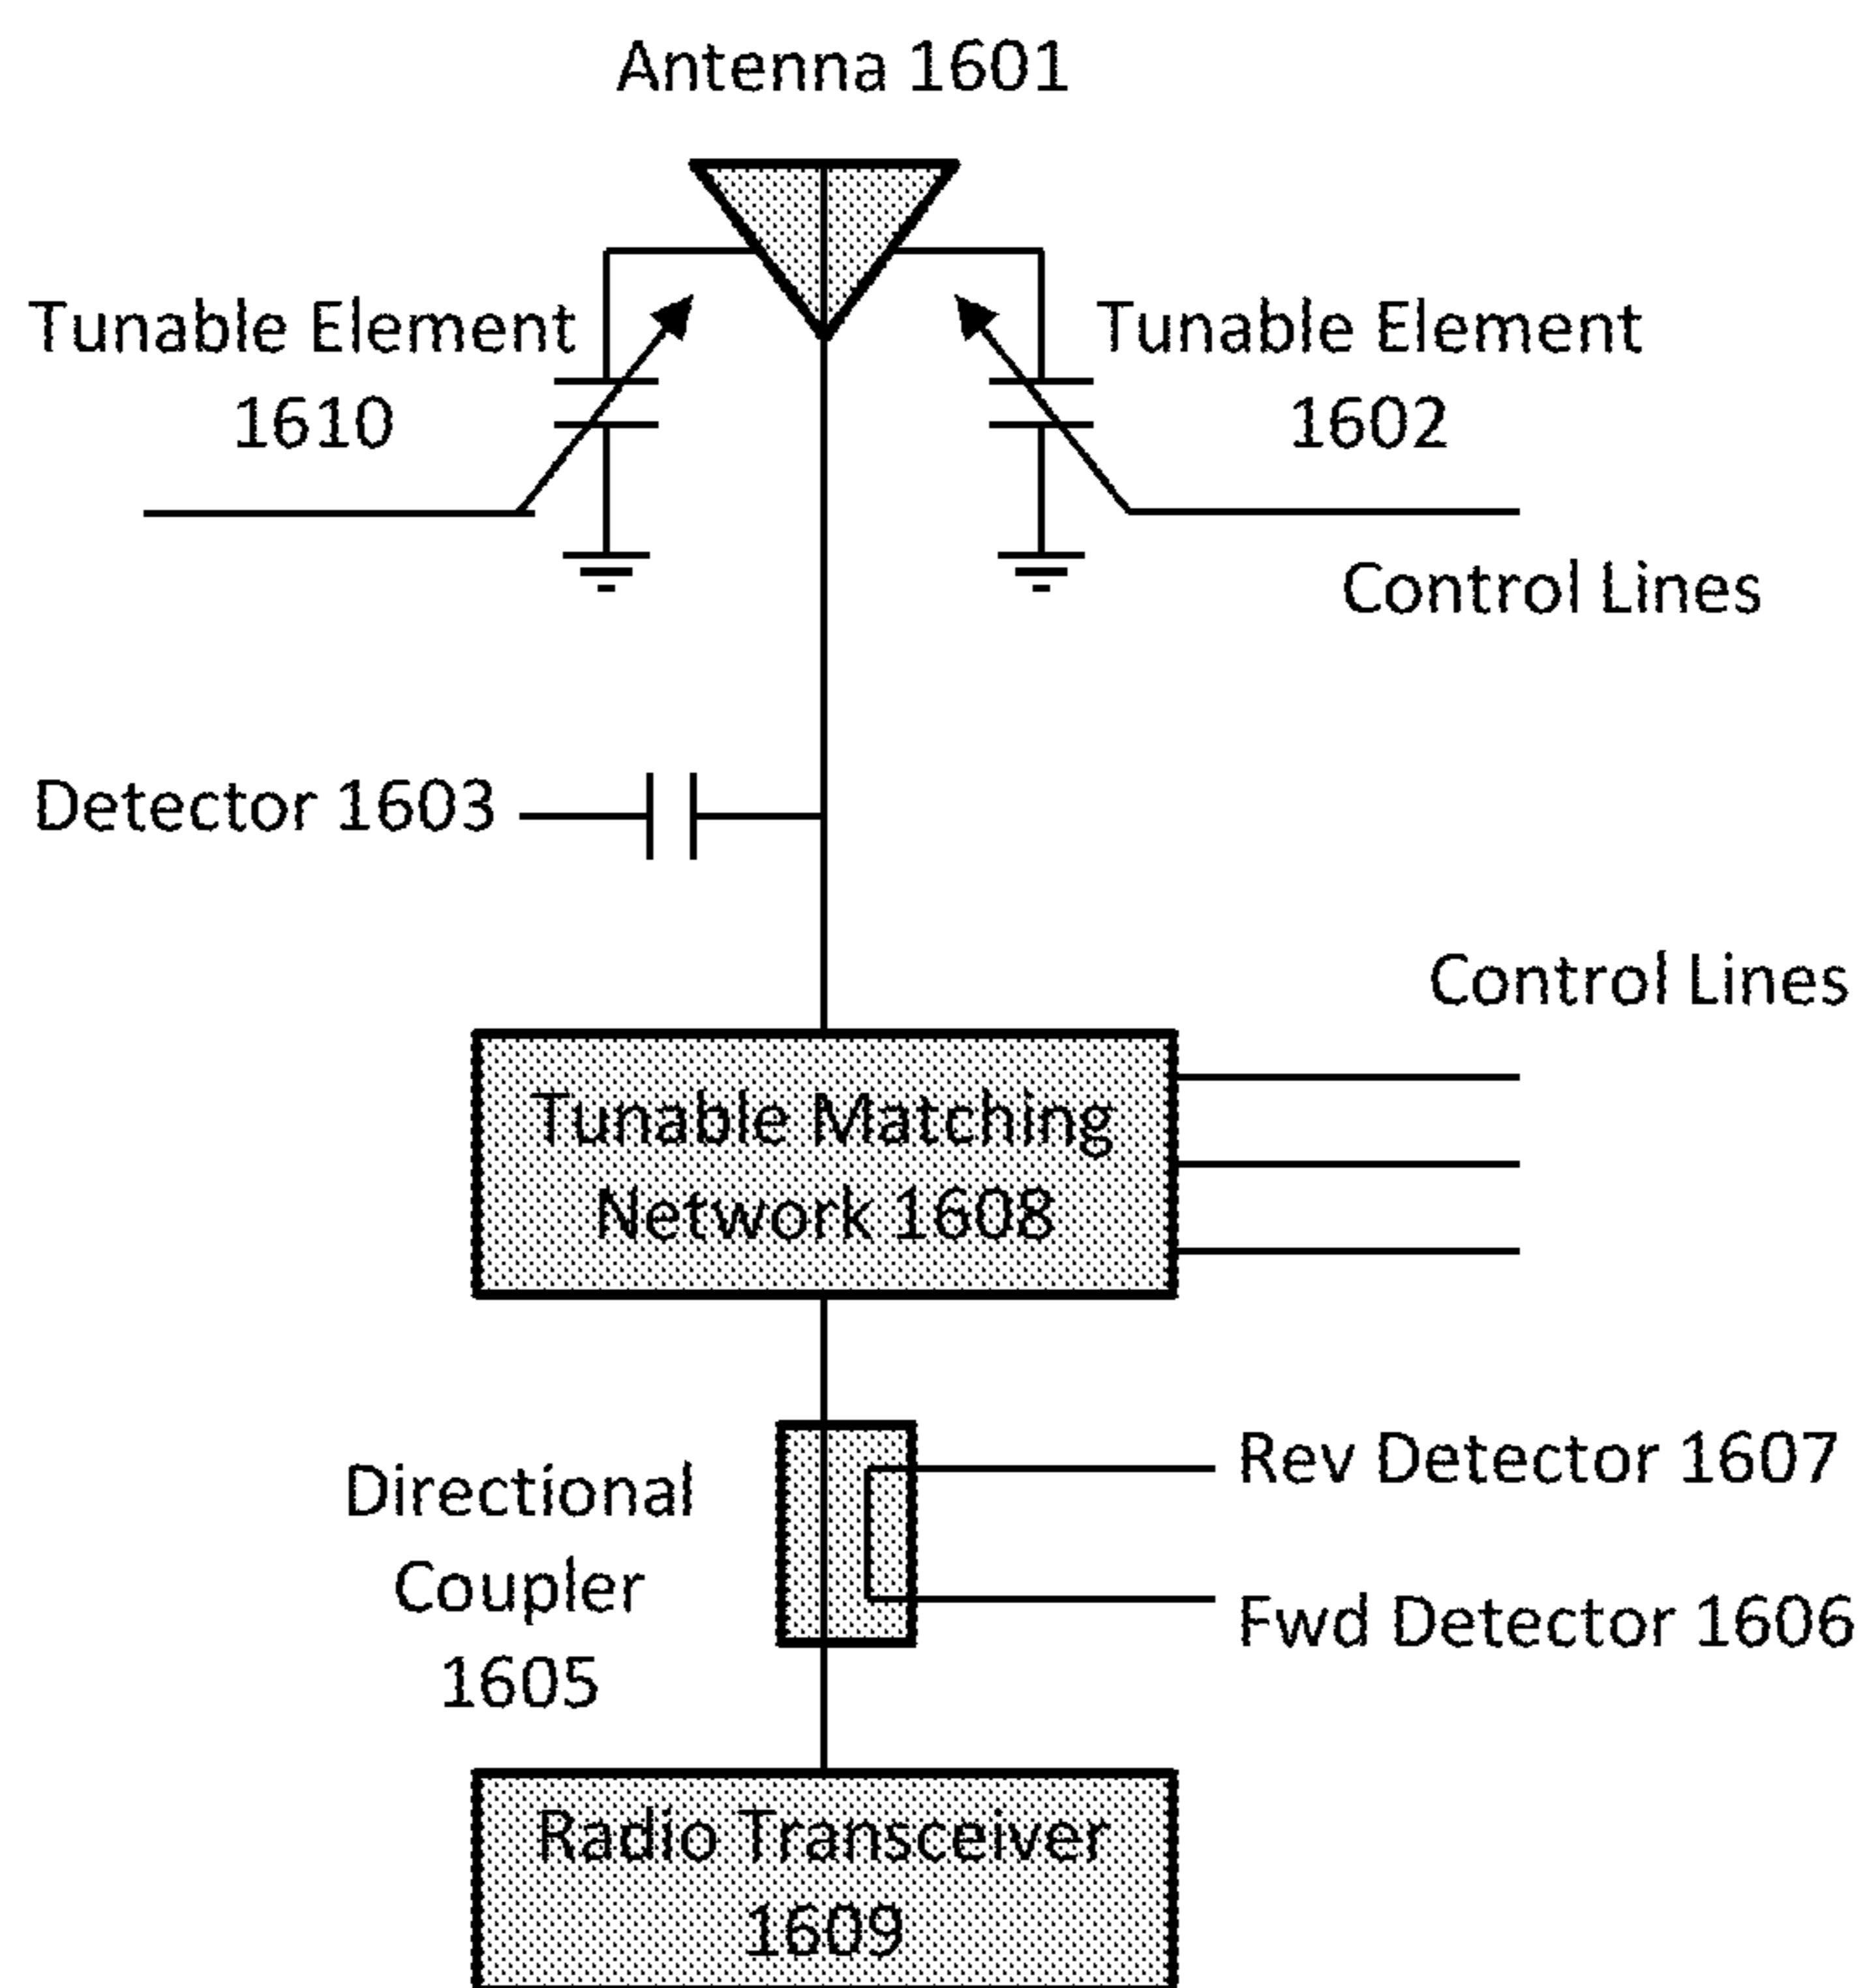 Antenna 1601
Tunable Element
1610
Tunable Element
1602
Control Lines
Detector 1603
Control Lines
Tunable Matching
Network 1608
Directional
Coupler
1605
Rev Detector 1607
Fwd Detector 1606
Radio Transceiver
1609